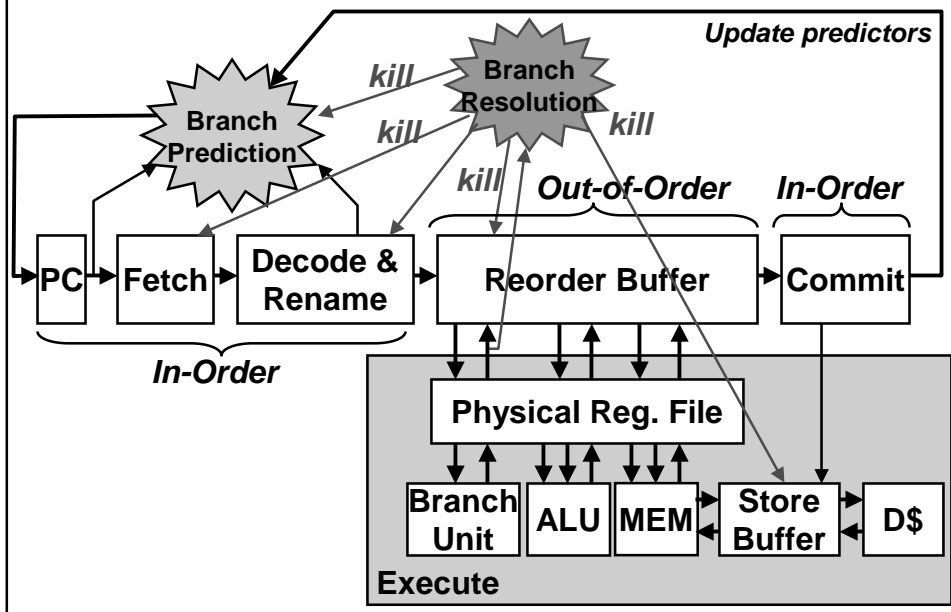 Update predictors
Branch
Resolution
kill
kill
kill
kill
Branch
Prediction
Out-of-Order
In-Order
PC
Fetch
Decode &
Rename
Reorder Buffer
Commit
In-Order
Physical Reg. File
Branch
Unit
ALU
MEM
Store
Buffer
D$
Execute